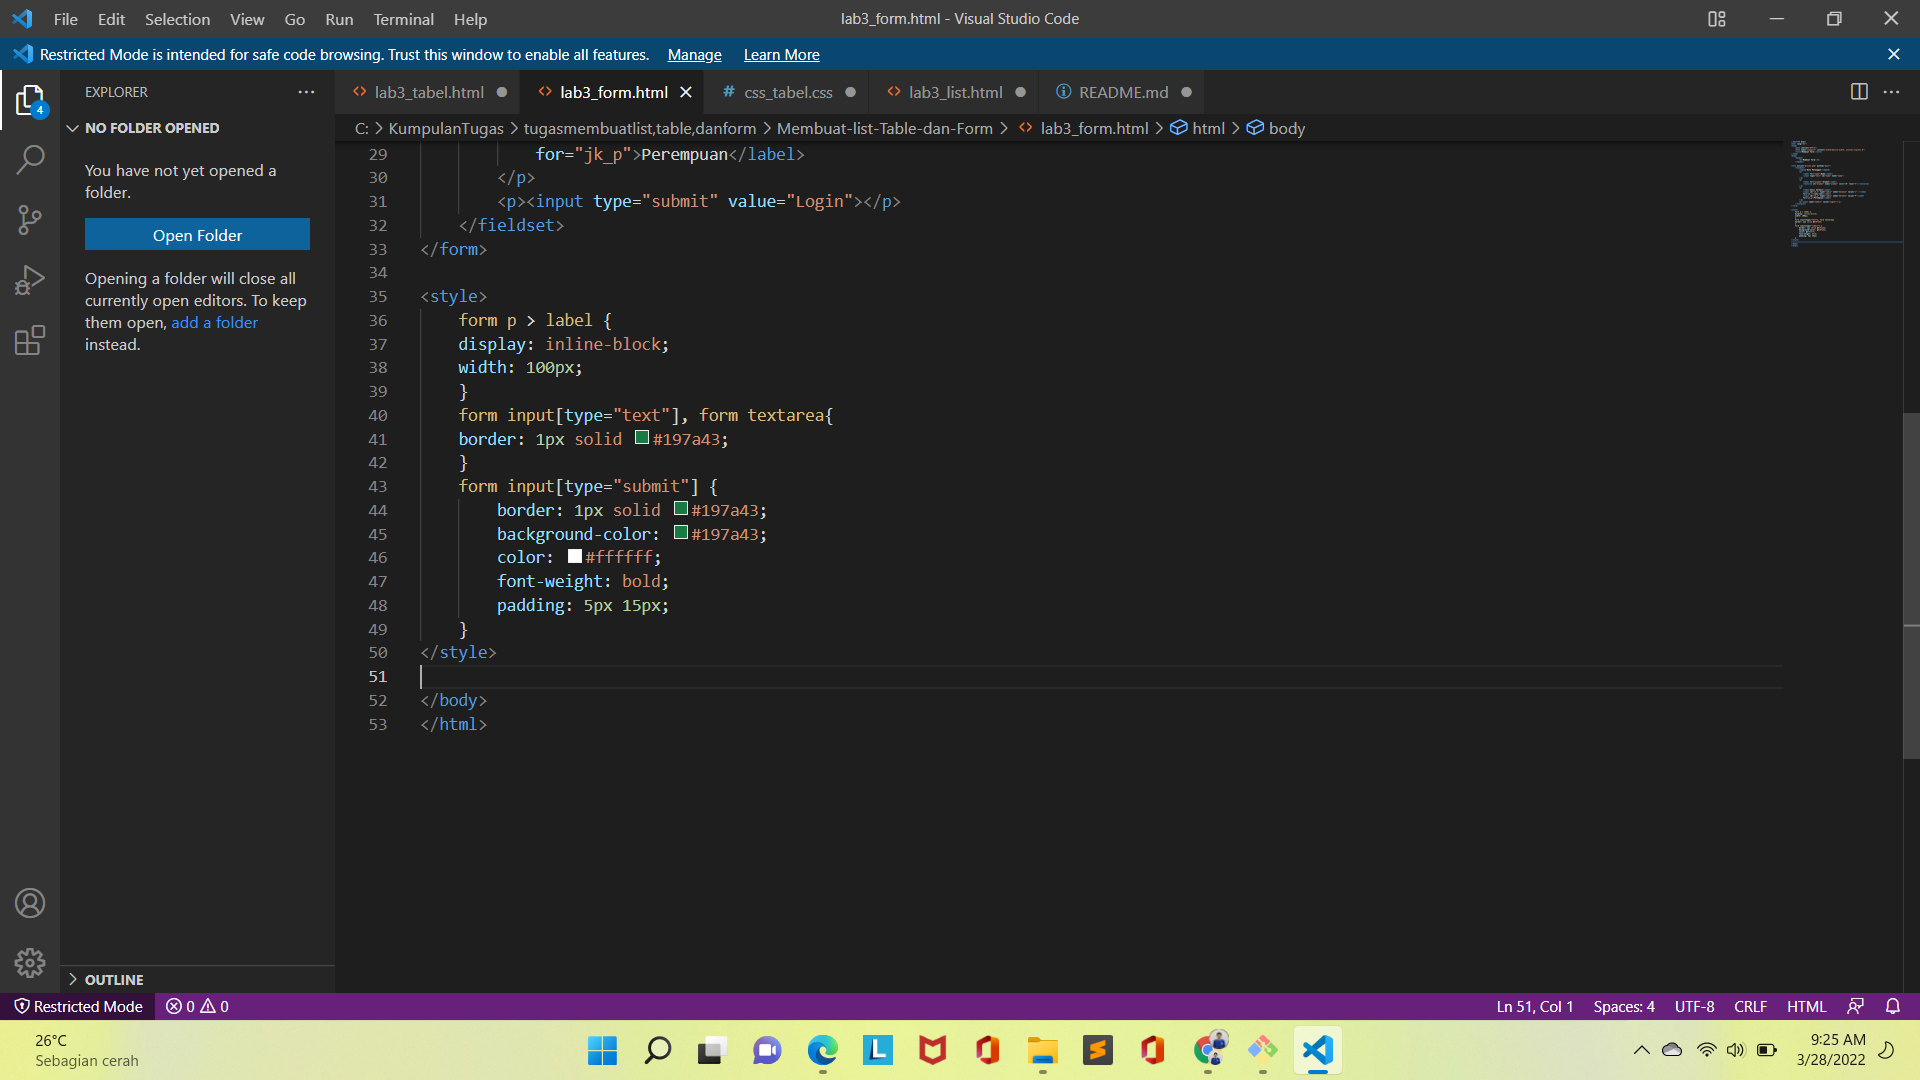 File Edit Selection View Go Run Terminal Help
lab3_form.html - Visual Studio Code
Restricted Mode is intended for safe code browsing. Trust this window to enable all features. Manage Learn More
EXPLORER
lab3_tabel.html lab3_form.html # css_tabel.css lab3_list.html README.md
4
NO FOLDER OPENED
C: > KumpulanTugas > tugasmembuatlist,table,danform > Membuat-list-Table-dan-Form > lab3_form.html > html > body
You have not yet opened a
folder.
Open Folder
Opening a folder will close all
currently open editors. To keep
them open, add a folder
instead.
29 for="jk_p">Perempuan</label>
30 </p>
31 <p><input type="submit" value="Login"></p>
32 </fieldset>
33 </form>
34
35 <style>
36 form p > label {
37 display: inline-block;
38 width: 100px;
39 }
40 form input[type="text"], form textarea{
41 border: 1px solid #197a43;
42 }
43 form input[type="submit"] {
44 border: 1px solid #197a43;
45 background-color: #197a43;
46 color: #ffffff;
47 font-weight: bold;
48 padding: 5px 15px;
49 }
50 </style>
51
52 </body>
53 </html>
OUTLINE
Restricted Mode 0 0
Ln 51, Col 1 Spaces: 4 UTF-8 CRLF HTML
26°C
Sebagian cerah
9:25 AM
3/28/2022